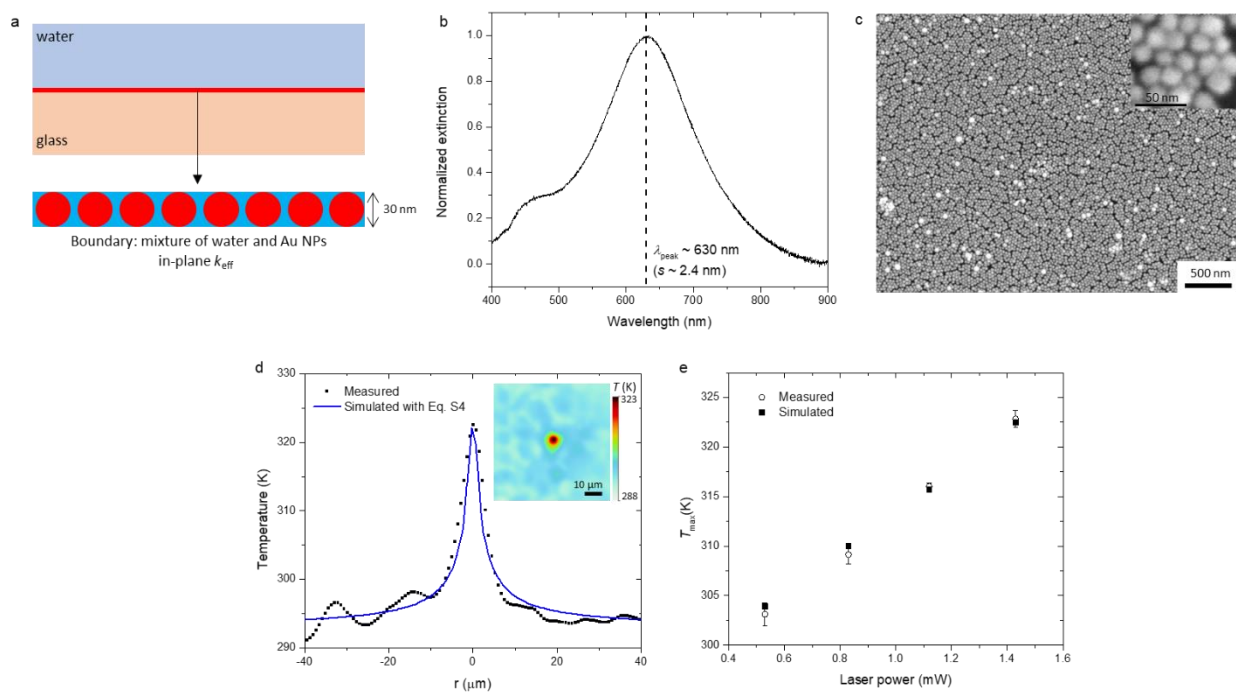 a
water
glass
30 nm
Boundary: mixture of water and Au NPs
in-plane k_eff
b
Normalized extinction
1.0
0.8
0.6
0.4
0.2
0.0
400 500 600 700 800 900
Wavelength (nm)
λ_peak ~ 630 nm
(s ~ 2.4 nm)
c
50 nm
500 nm
d
Measured
Simulated with Eq. S4
T (K)
323
288
10 μm
Temperature (K)
330
320
310
300
290
-40 -20 0 20 40
r (μm)
e
Measured
Simulated
T_max(K)
325
320
315
310
305
300
0.4 0.6 0.8 1.0 1.2 1.4 1.6
Laser power (mW)